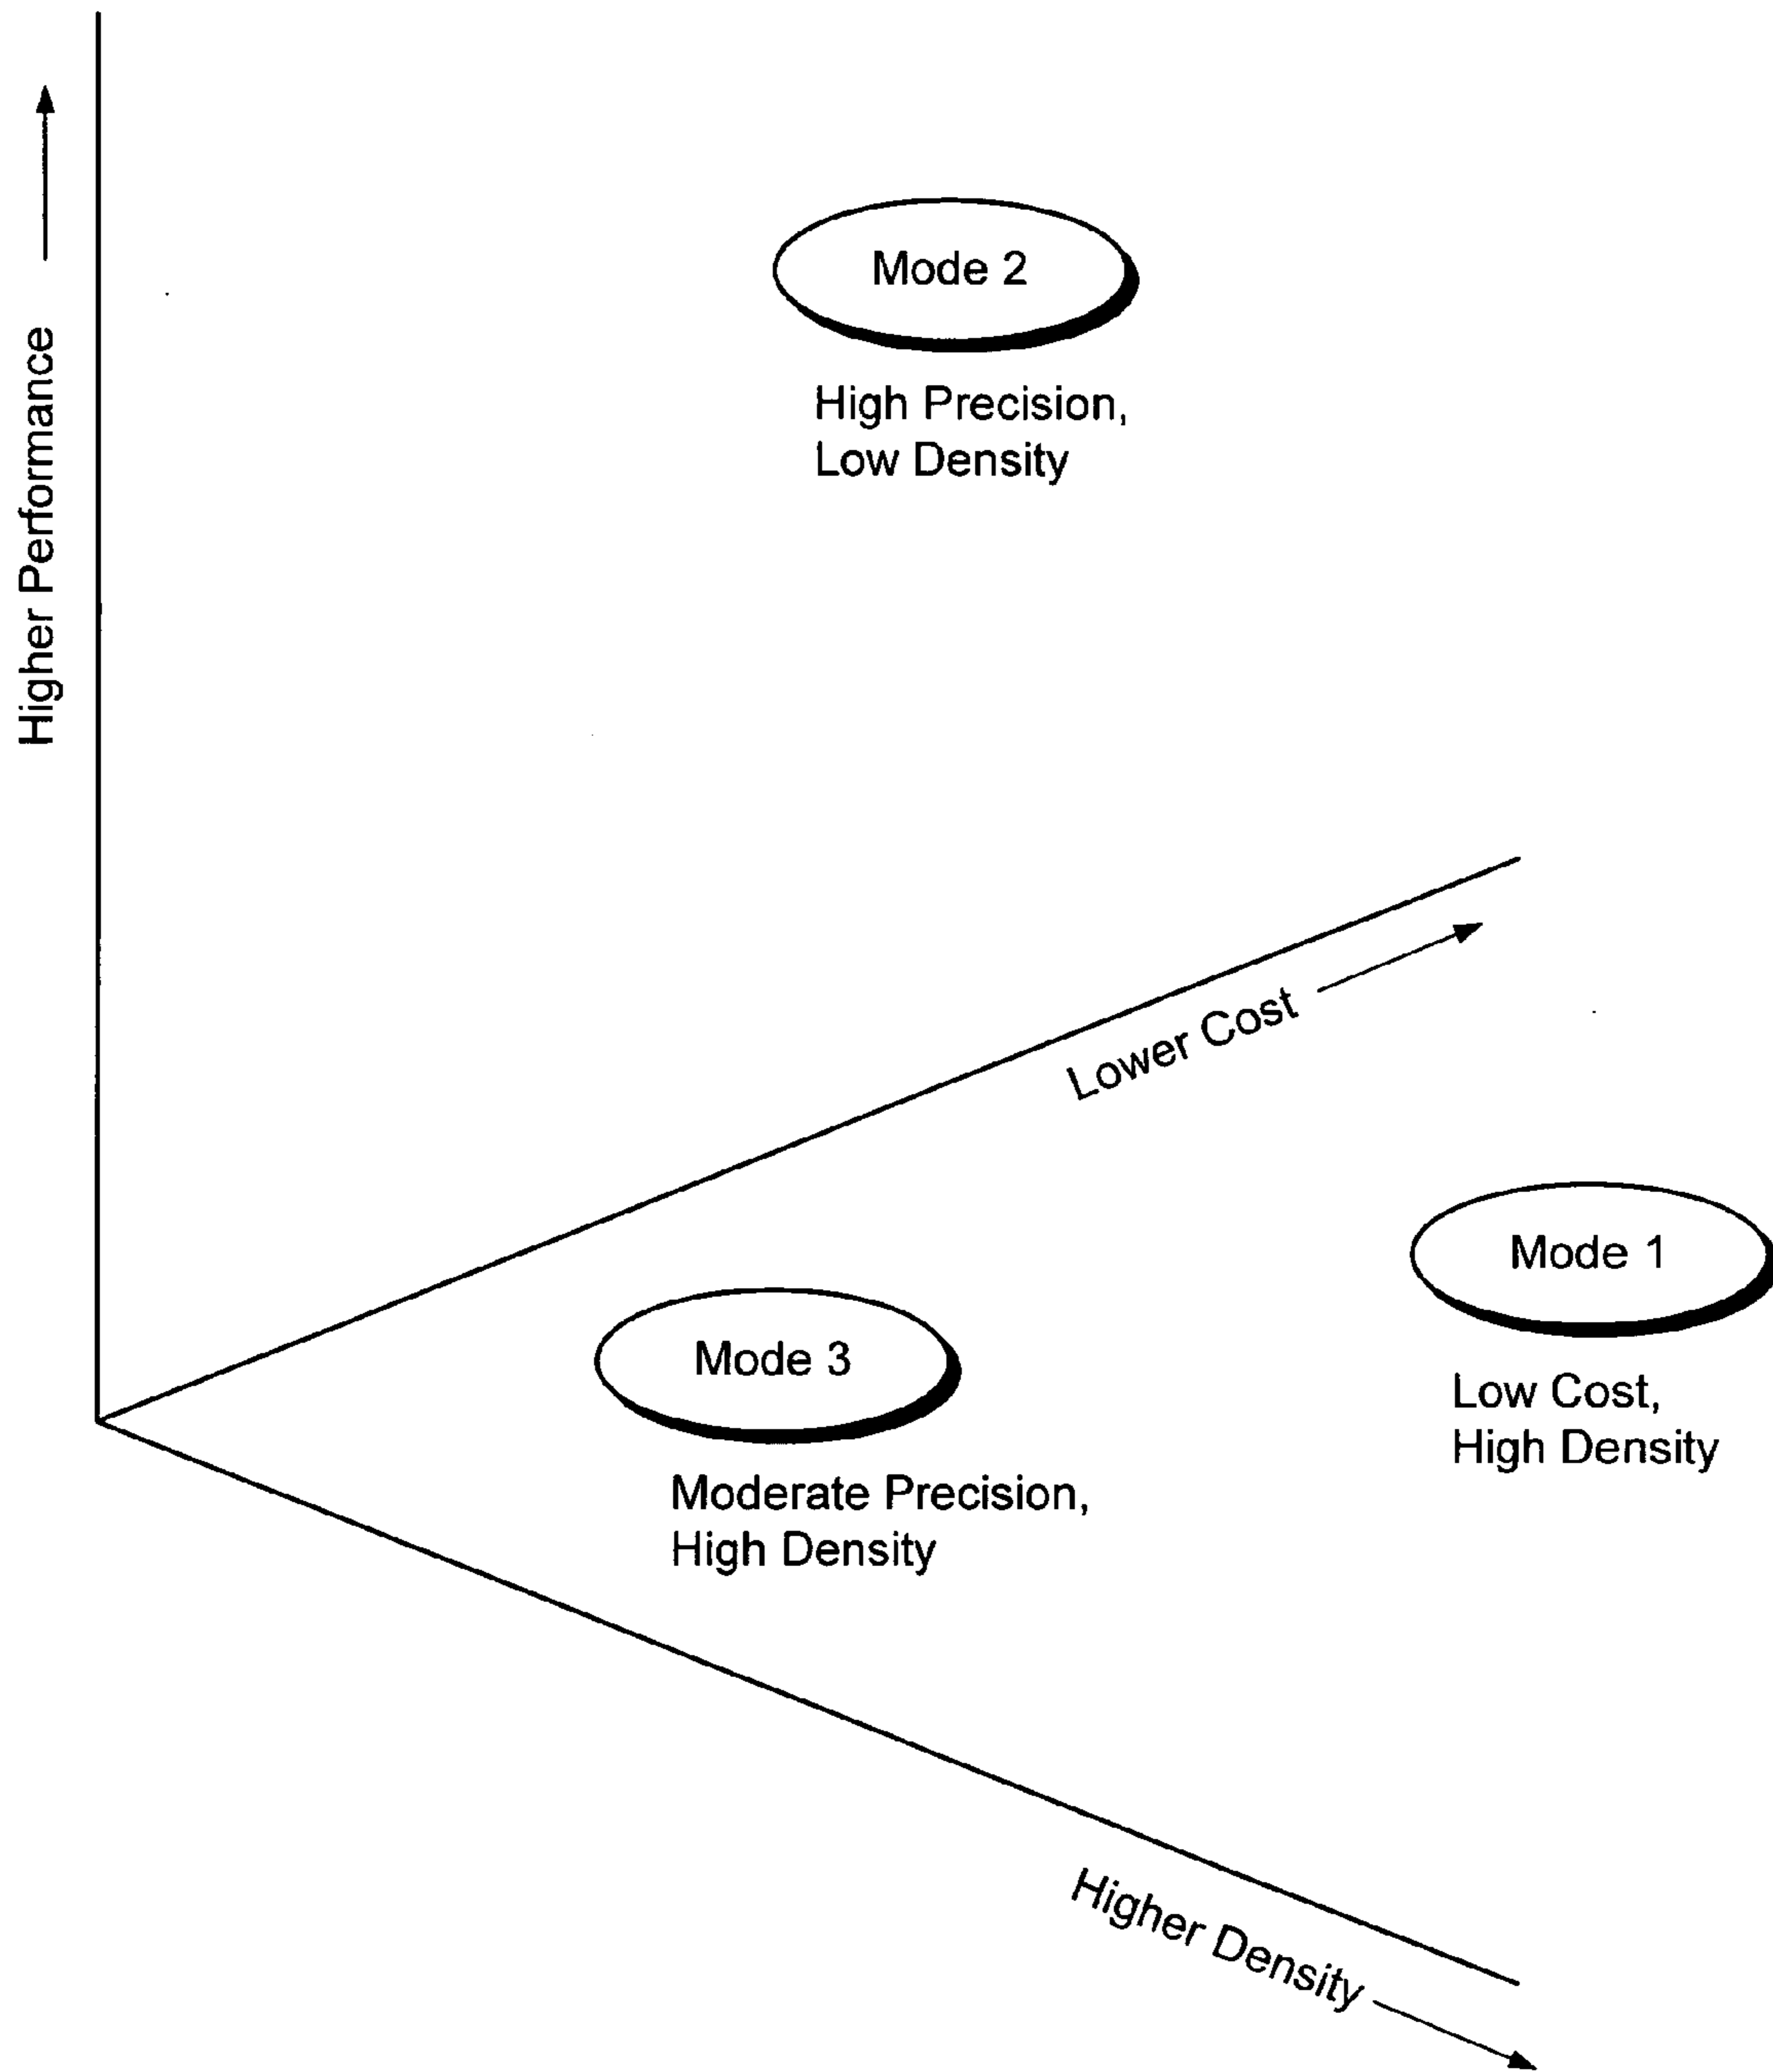 Higher Performance
Mode 2
High Precision,
Low Density
Lower Cost
Mode 1
Low Cost,
High Density
Mode 3
Moderate Precision,
High Density
Higher Density